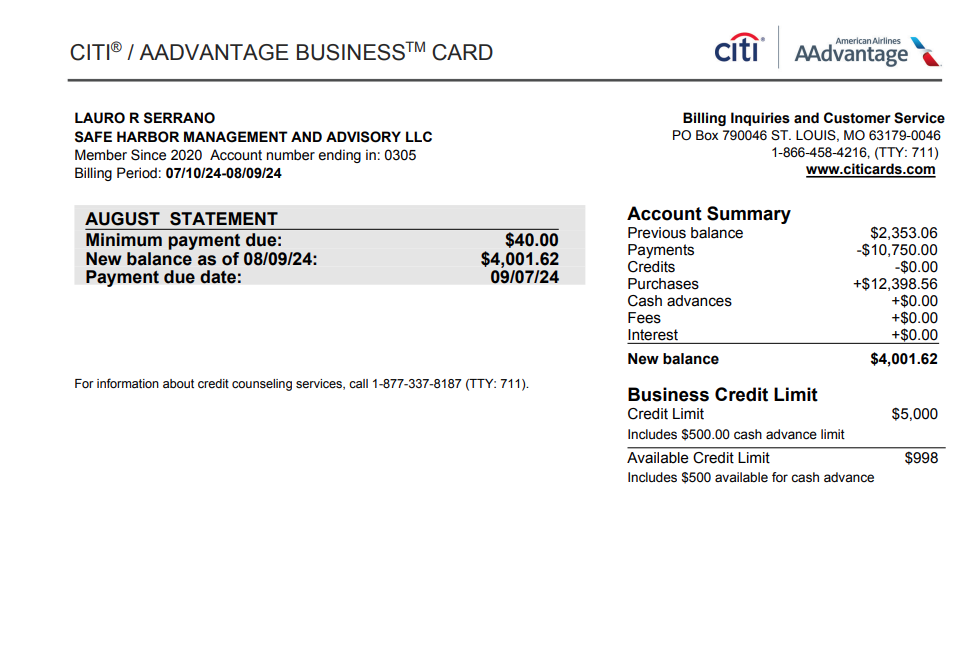 CITI® / AADVANTAGE BUSINESS™ CARD
citi®
American Airlines
AAdvantage
LAURO R SERRANO
SAFE HARBOR MANAGEMENT AND ADVISORY LLC
Member Since 2020 Account number ending in: 0305
Billing Period: 07/10/24-08/09/24
Billing Inquiries and Customer Service
PO Box 790046 ST. LOUIS, MO 63179-0046
1-866-458-4216, (TTY: 711)
www.citicards.com
AUGUST STATEMENT
Minimum payment due: $40.00
New balance as of 08/09/24: $4,001.62
Payment due date: 09/07/24
For information about credit counseling services, call 1-877-337-8187 (TTY: 711).
Account Summary
Previous balance $2,353.06
Payments -$10,750.00
Credits -$0.00
Purchases +$12,398.56
Cash advances +$0.00
Fees +$0.00
Interest +$0.00
New balance $4,001.62
Business Credit Limit
Credit Limit $5,000
Includes $500.00 cash advance limit
Available Credit Limit $998
Includes $500 available for cash advance